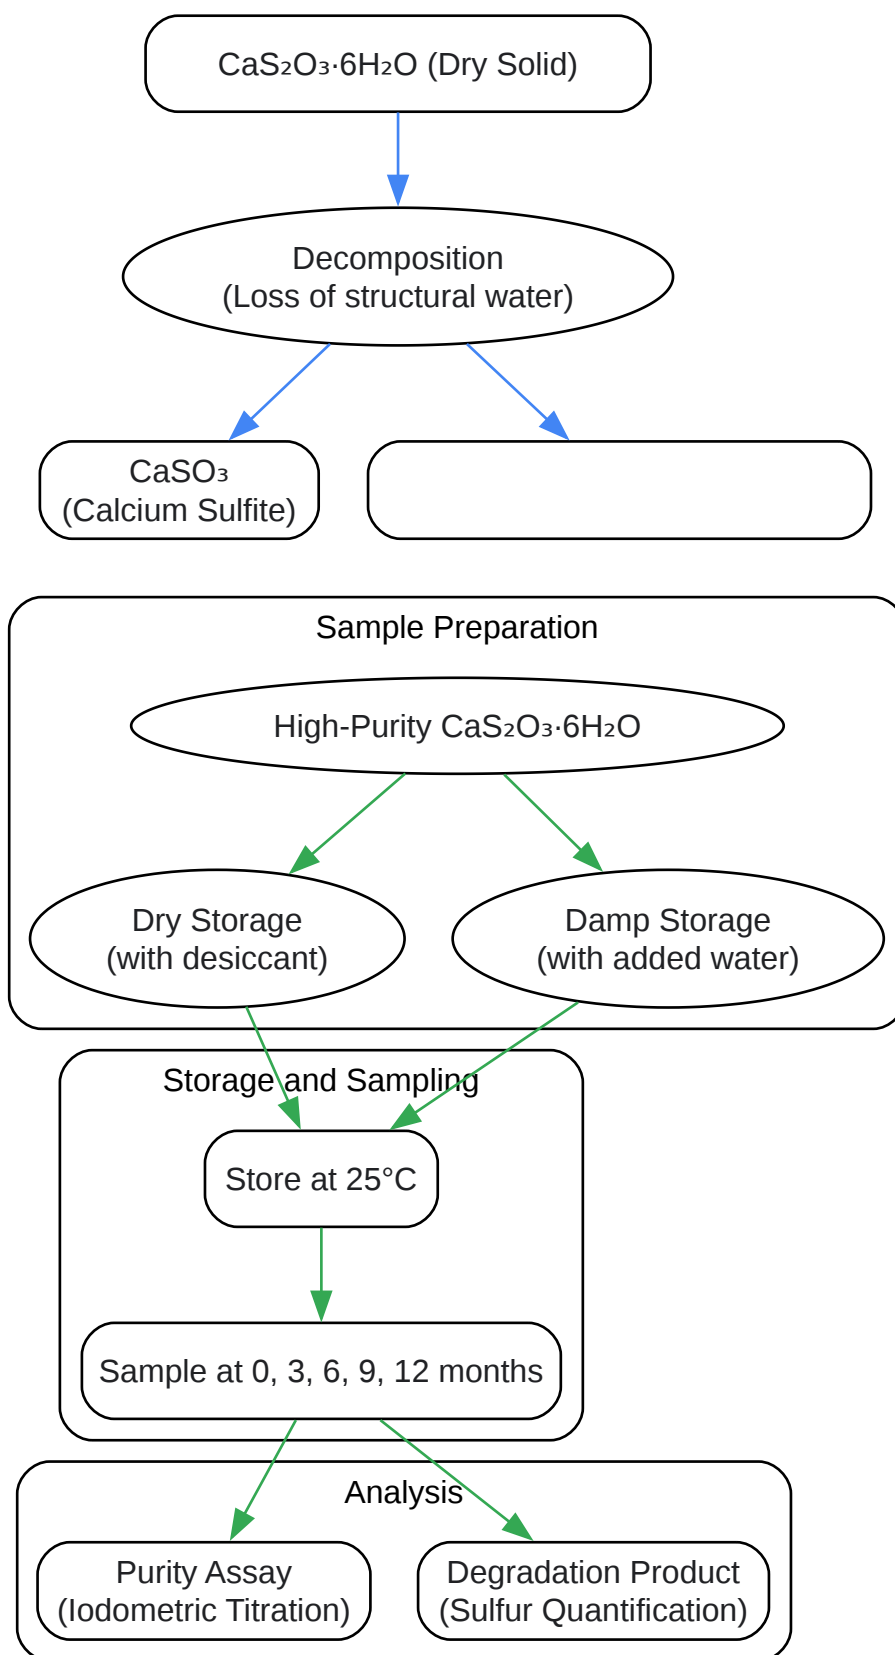 CaS₂O₃·6H₂O (Dry Solid)
Decomposition
(Loss of structural water)
CaSO₃
(Calcium Sulfite)
Sample Preparation
High-Purity CaS₂O₃·6H₂O
Dry Storage
(with desiccant)
Damp Storage
(with added water)
Storage and Sampling
Store at 25°C
Sample at 0, 3, 6, 9, 12 months
Analysis
Purity Assay
(Iodometric Titration)
Degradation Product
(Sulfur Quantification)